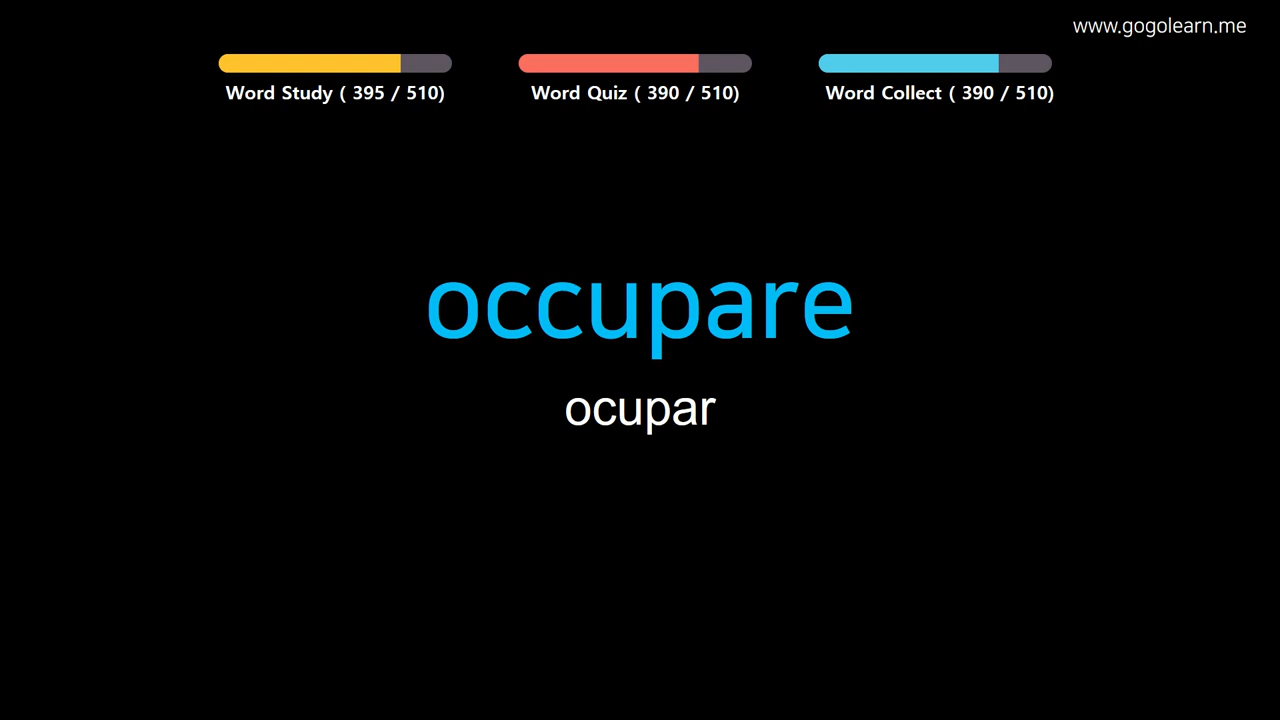 www.gogolearn.me
Word Study ( 395 / 510)
Word Quiz ( 390 / 510)
Word Collect ( 390 / 510)
occupare
ocupar